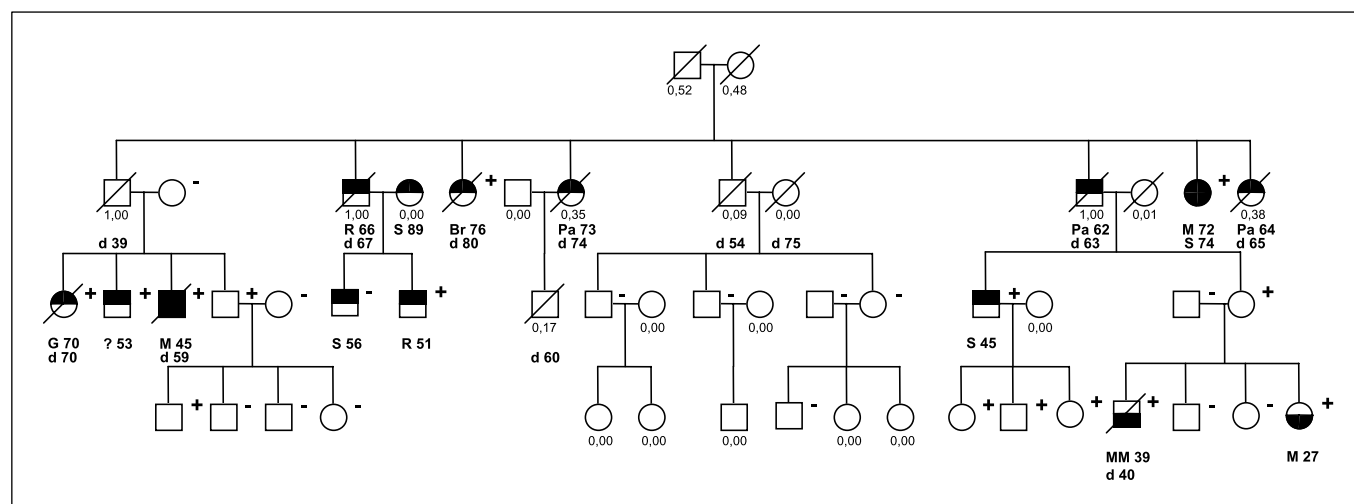 0,52 0,48
- +  +
1,00 1,00 0,00 0,00 0,35 0,09 0,00 1,00 0,01 0,38
d 39 R 66 S 89 Br 76 Pa 73 d 54 d 75 Pa 62 M 72 Pa 64
d 67 d 80 d 74 d 63 S 74 d 65
+ + + + - - + - - - - + - +
0,00 0,00 0,00
G 70 ? 53 M 45 S 56 R 51 0,17 S 45
d 70 d 59 d 60
+ - - - - + + + + - - +
0,00 0,00 0,00 0,00 0,00
MM 39 M 27
d 40